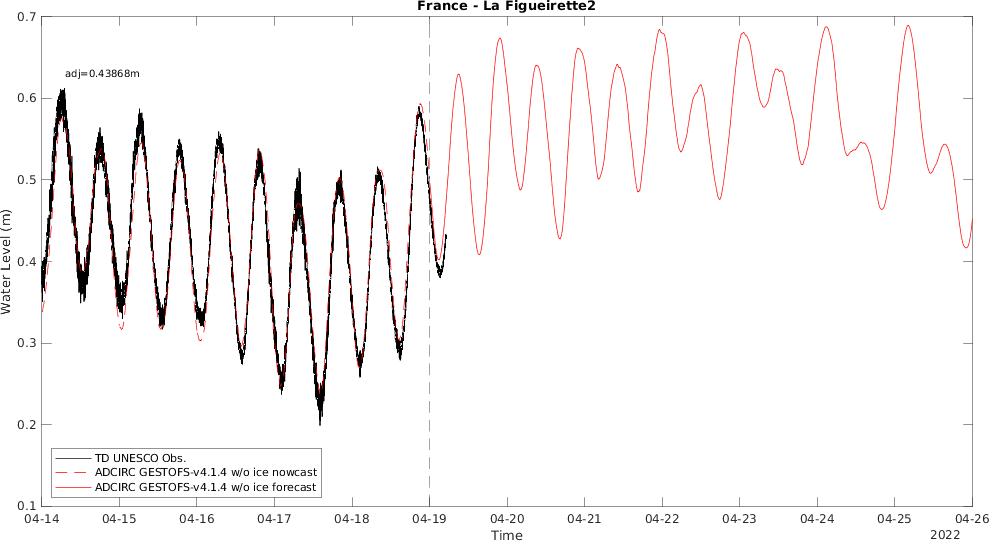 France - La Figueirette2
adj=0.43868m
0.7
0.6
0.5
0.4
0.3
0.2
0.1
Water Level (m)
TD UNESCO Obs.
ADCIRC GESTOFS-v4.1.4 w/o ice nowcast
ADCIRC GESTOFS-v4.1.4 w/o ice forecast
04-14 04-15 04-16 04-17 04-18 04-19 04-20 04-21 04-22 04-23 04-24 04-25 04-26
Time
2022